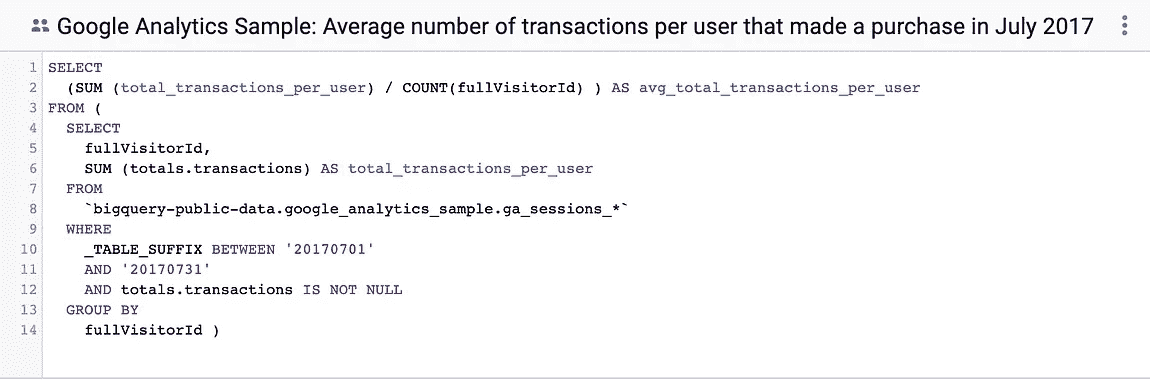 Google Analytics Sample: Average number of transactions per user that made a purchase in July 2017
1 SELECT
2 (SUM (total_transactions_per_user) / COUNT(fullVisitorId) ) AS avg_total_transactions_per_user
3 FROM (
4 SELECT
5 fullVisitorId,
6 SUM (totals.transactions) AS total_transactions_per_user
7 FROM
8 `bigquery-public-data.google_analytics_sample.ga_sessions_*`
9 WHERE
10 _TABLE_SUFFIX BETWEEN '20170701'
11 AND '20170731'
12 AND totals.transactions IS NOT NULL
13 GROUP BY
14 fullVisitorId )